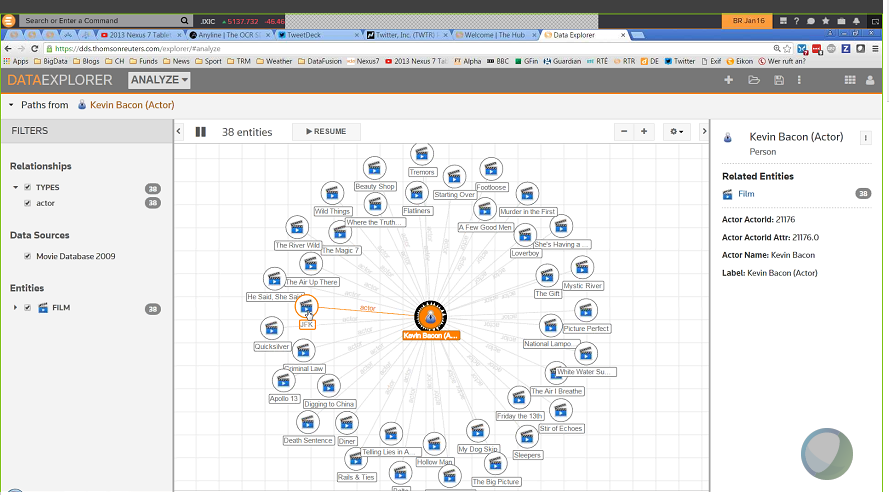 Search or Enter a Command
.JXIC
5137.732 -46.46
BR Jan16
2013 Nexus7 Tablet
Anyline | The OCR S
TweetDeck
Twitter, Inc. (TWTR)
Welcome | The Hub
Data Explorer
https://dds.thomsonreuters.com/explorer/#analyze
Apps BigData Blogs CH Funds News Sport TRM Weather DataFusion Nexus7 2013 Nexus7 Tab FT Alpha BBC GFin Guardian RTÉ RTR DE Twitter Exif Eikon Wer ruft an?
DATAEXPLORER ANALYZE
Paths from Kevin Bacon (Actor)
FILTERS
Relationships
TYPES 38
actor 38
Data Sources
Movie Database 2009
Entities
FILM 38
38 entities
RESUME
Tremors
Beauty Shop
Starting Over
Footloose
Wild Things
Flatliners
Murder in the First
Where the Truth...
A Few Good Men
The River Wild
The Magic 7
Loverboy
She's Having a ...
The Air Up There
The Gift
Mystic River
He Said, She Sa
JFK
actor
Kevin Bacon (A...
Picture Perfect
Quicksilver
National Lampo
Criminal Law
White Water Su...
Apollo 13
Digging to China
The Air I Breathe
Friday the 13th
Stir of Echoes
Death Sentence
Diner
Telling Lies in A...
Hollow Man
My Dog Skip
Sleepers
Rails & Ties
The Big Picture
Kevin Bacon (Actor)
Person
Related Entities
Film 38
Actor ActorId: 21176
Actor ActorId Attr: 21176.0
Actor Name: Kevin Bacon
Label: Kevin Bacon (Actor)